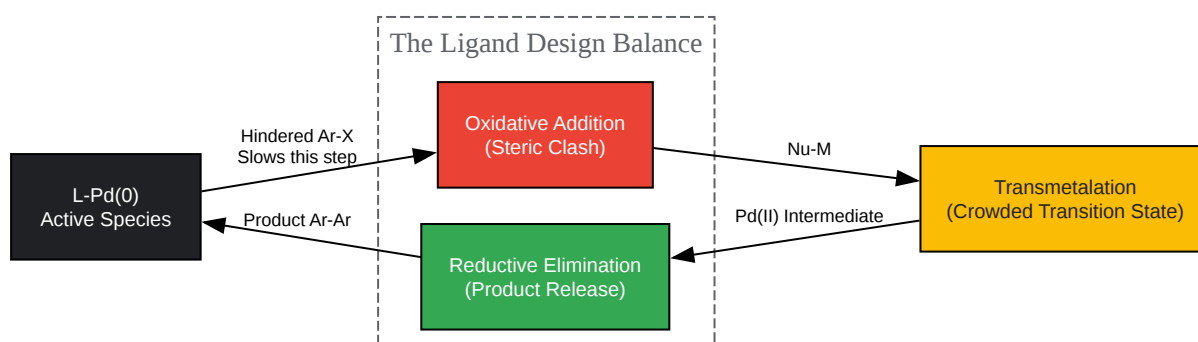 The Ligand Design Balance
Oxidative Addition
(Steric Clash)
Hindered Ar-X
Slows this step
Nu-M
L-Pd(0)
Active Species
Transmetalation
(Crowded Transition State)
Product Ar-Ar
Pd(II) Intermediate
Reductive Elimination
(Product Release)